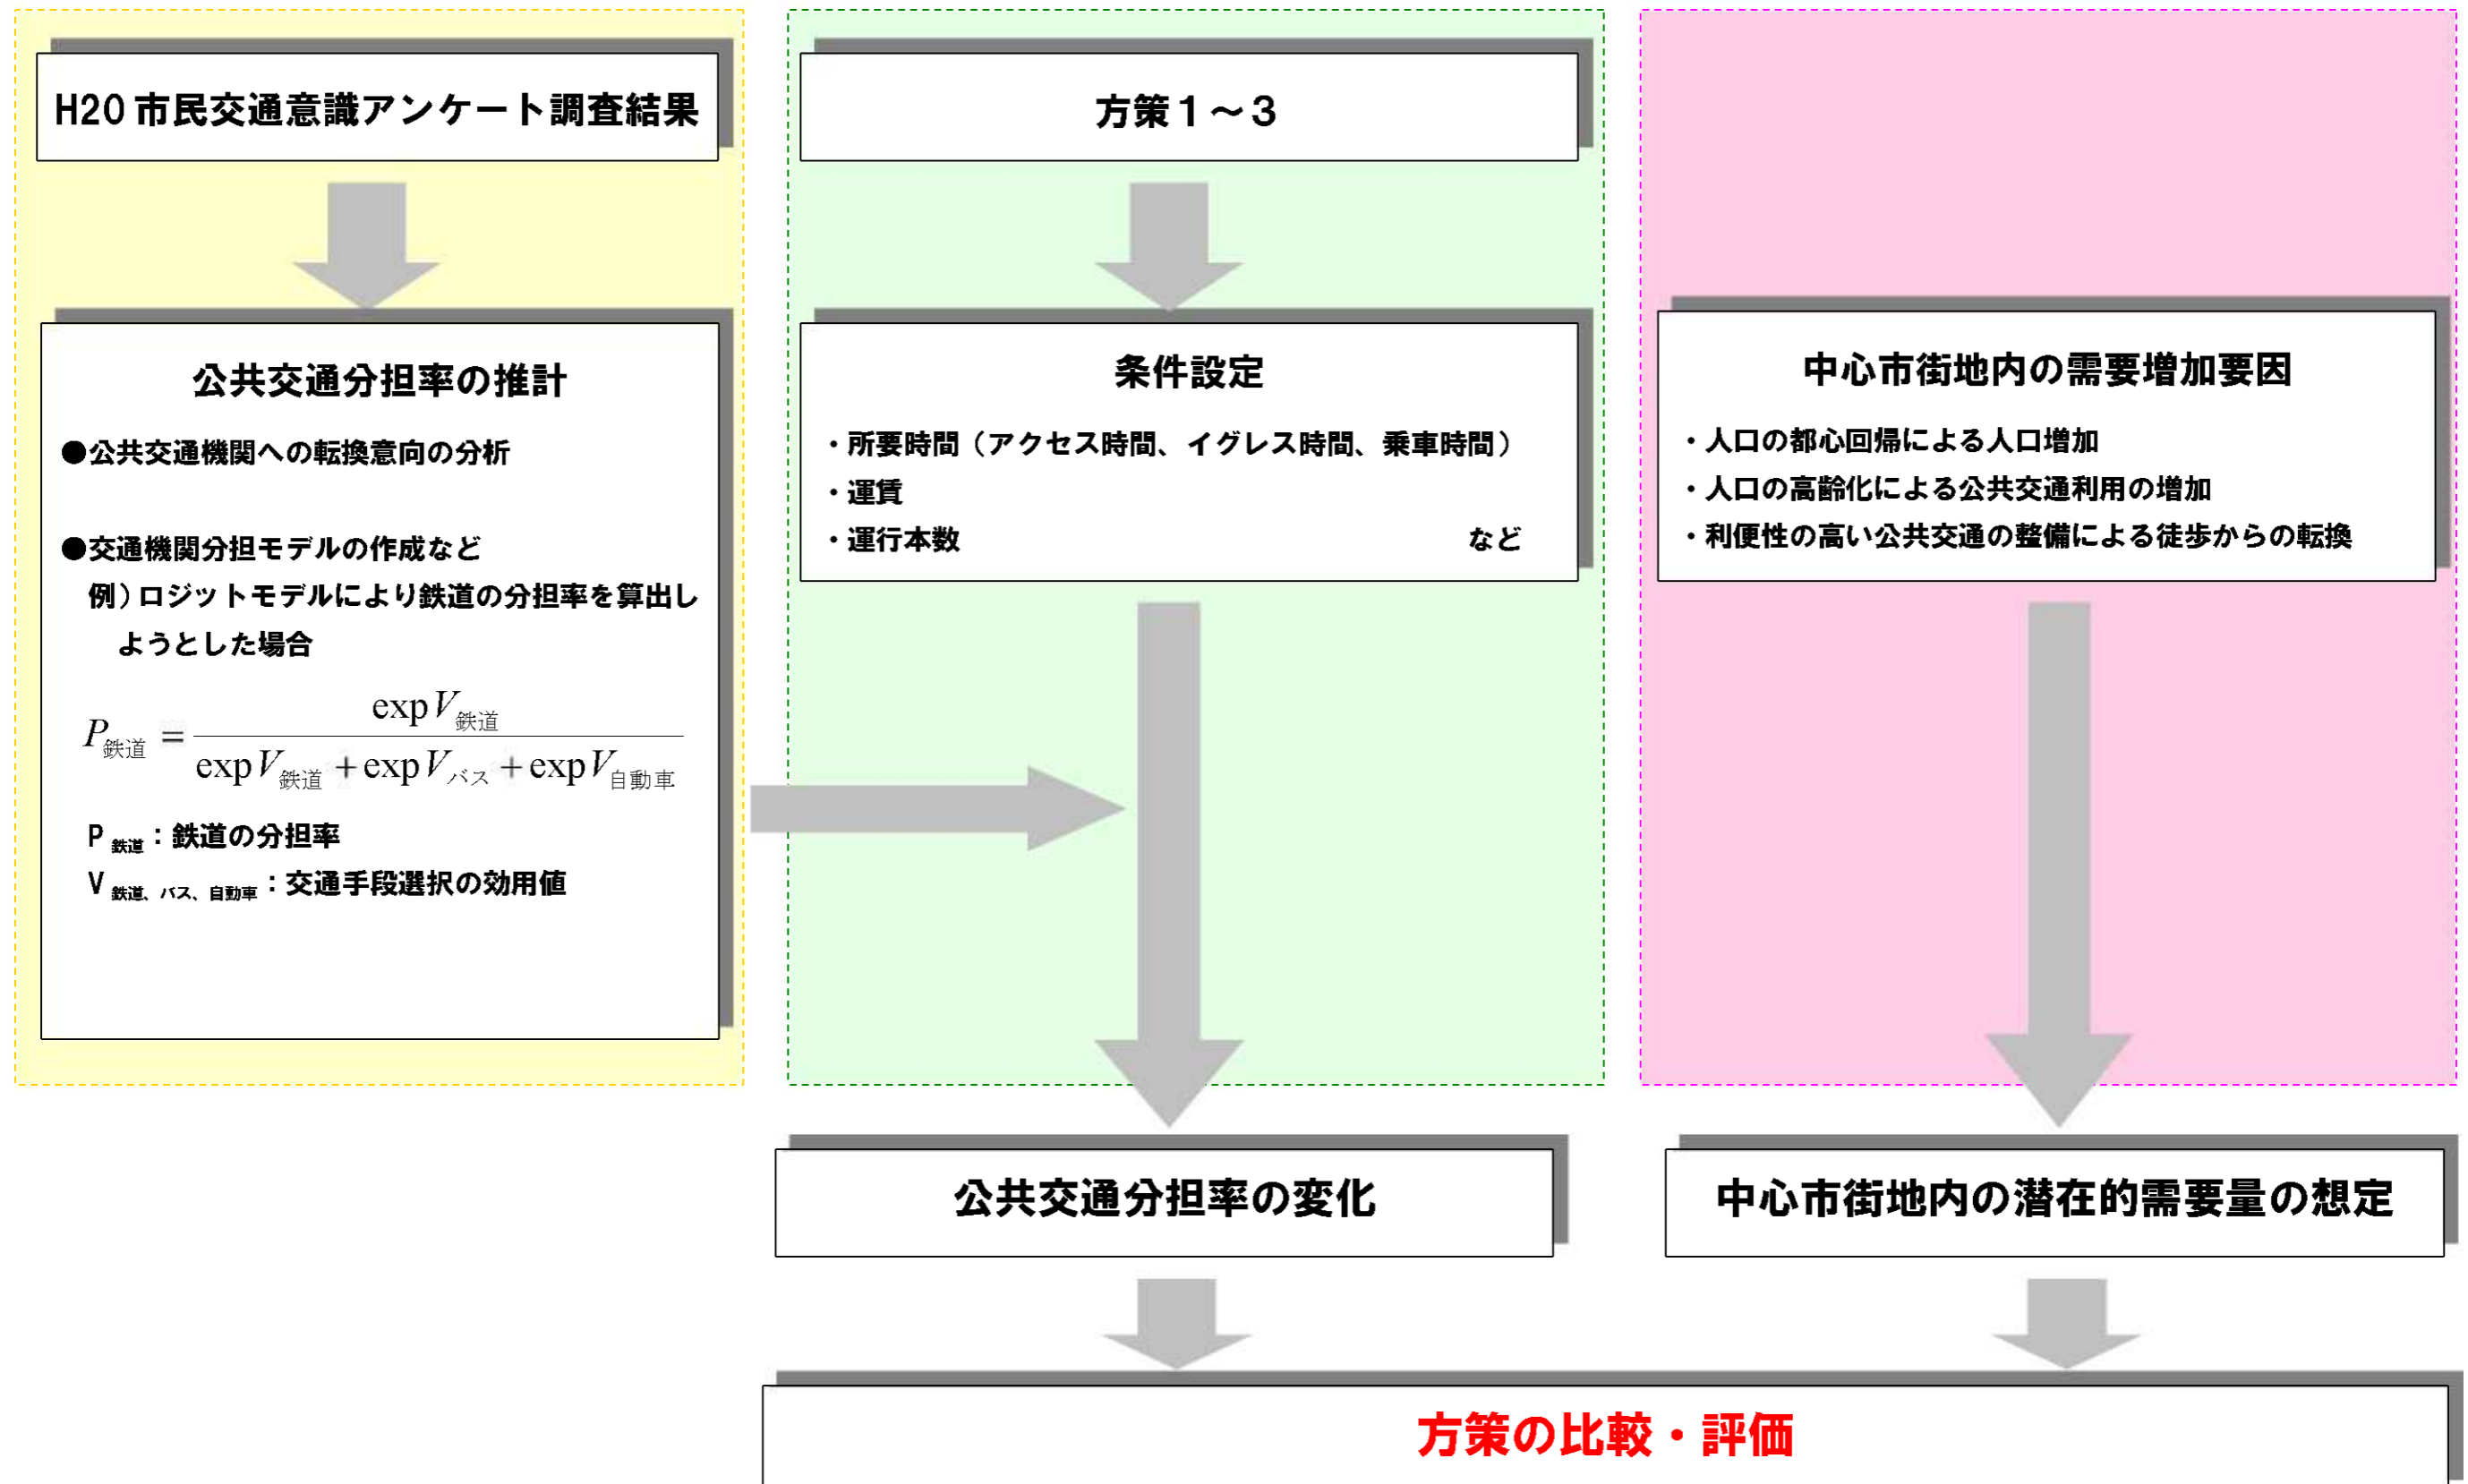 H20市民交通意識アンケート調査結果
公共交通分担率の推計
●公共交通機関への転換意向の分析
●交通機関分担モデルの作成など
例）ロジットモデルにより鉄道の分担率を算出し
ようとした場合
P鉄道 = exp V鉄道 / (exp V鉄道 + exp Vバス + exp V自動車)
P鉄道：鉄道の分担率
V鉄道、バス、自動車：交通手段選択の効用値
方策１～３
条件設定
・所要時間（アクセス時間、イグレス時間、乗車時間）
・運賃
・運行本数 など
中心市街地内の需要増加要因
・人口の都心回帰による人口増加
・人口の高齢化による公共交通利用の増加
・利便性の高い公共交通の整備による徒歩からの転換
公共交通分担率の変化
中心市街地内の潜在的需要量の想定
方策の比較・評価